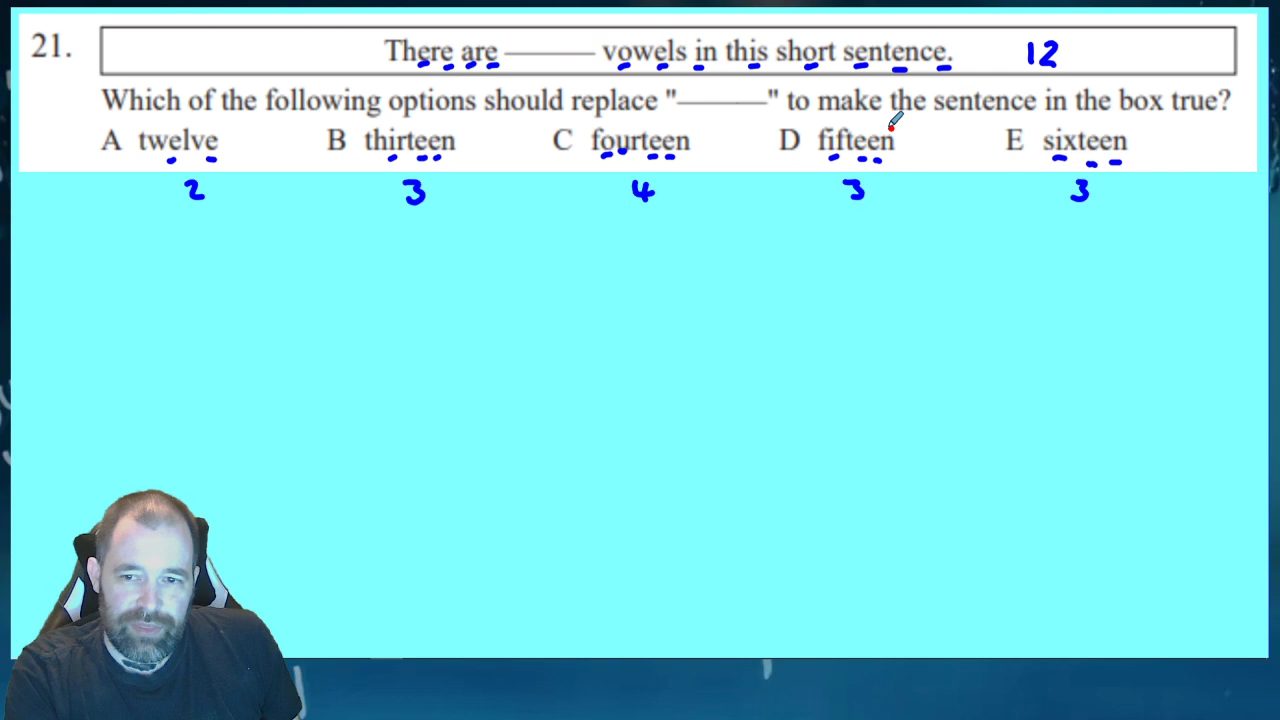 21. There are ——— vowels in this short sentence. 12
Which of the following options should replace "———" to make the sentence in the box true?
A twelve B thirteen C fourteen D fifteen E sixteen
2 3 4 3 3